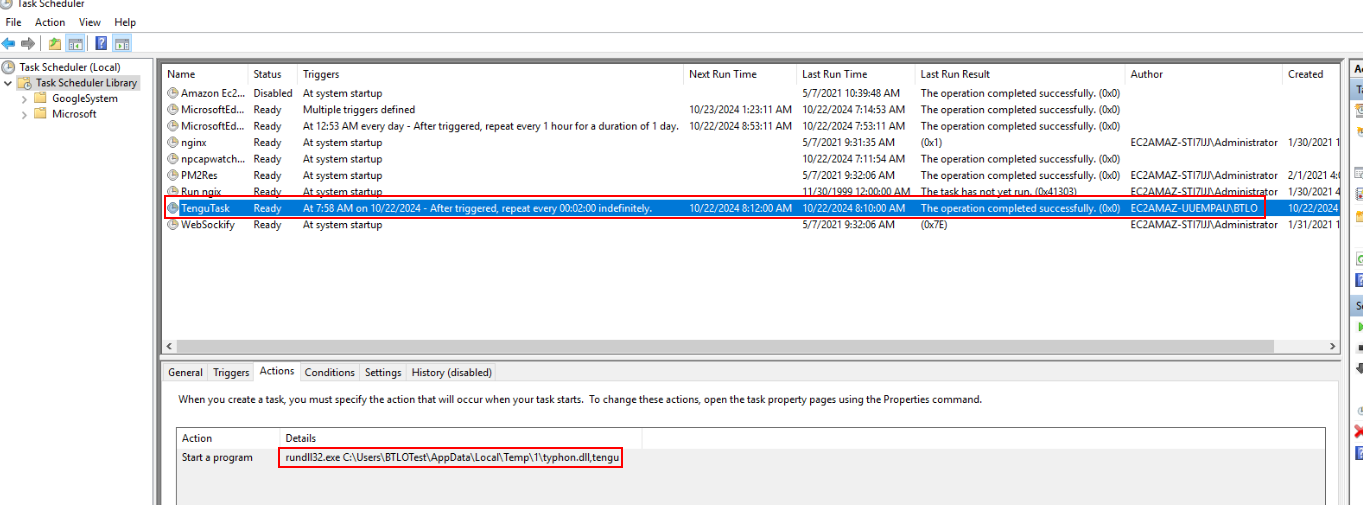 Task Scheduler
File Action View Help
Task Scheduler (Local)
Task Scheduler Library
GoogleSystem
Microsoft
Name Status Triggers Next Run Time Last Run Time Last Run Result Author Created
Amazon Ec2... Disabled At system startup 5/7/2021 10:39:48 AM The operation completed successfully. (0x0)
MicrosoftEd... Ready Multiple triggers defined 10/23/2024 1:23:11 AM 10/22/2024 7:14:53 AM The operation completed successfully. (0x0)
MicrosoftEd... Ready At 12:53 AM every day - After triggered, repeat every 1 hour for a duration of 1 day. 10/22/2024 8:53:11 AM 10/22/2024 7:53:11 AM The operation completed successfully. (0x0)
nginx Ready At system startup 5/7/2021 9:31:35 AM (0x1) EC2AMAZ-STI7IJJ\Administrator 1/30/2021 1
npcapwatch... Ready At system startup 10/22/2024 7:11:54 AM The operation completed successfully. (0x0)
PM2Res Ready At system startup 5/7/2021 9:32:06 AM The operation completed successfully. (0x0) EC2AMAZ-STI7IJJ\Administrator 2/1/2021 4:0
Run ngix Ready At system startup 11/30/1999 12:00:00 AM The task has not yet run. (0x41303) EC2AMAZ-STI7IJJ\Administrator 1/30/2021 4
TenguTask Ready At 7:58 AM on 10/22/2024 - After triggered, repeat every 00:02:00 indefinitely. 10/22/2024 8:12:00 AM 10/22/2024 8:10:00 AM The operation completed successfully. (0x0) EC2AMAZ-UUEMPAU\BTLO 10/22/2024
WebSockify Ready At system startup 5/7/2021 9:32:06 AM (0x7E) EC2AMAZ-STI7IJJ\Administrator 1/31/2021 1
General Triggers Actions Conditions Settings History (disabled)
When you create a task, you must specify the action that will occur when your task starts. To change these actions, open the task property pages using the Properties command.
Action Details
Start a program rundll32.exe C:\Users\BTLOTest\AppData\Local\Temp\1\typhon.dll,tengu